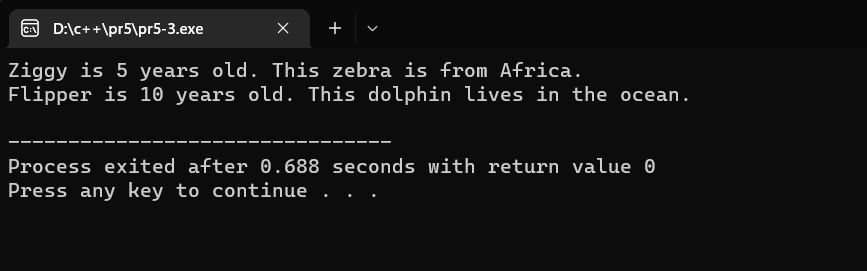 D:\c++\pr5\pr5-3.exe
Ziggy is 5 years old. This zebra is from Africa.
Flipper is 10 years old. This dolphin lives in the ocean.
--------------------------------
Process exited after 0.688 seconds with return value 0
Press any key to continue . . .